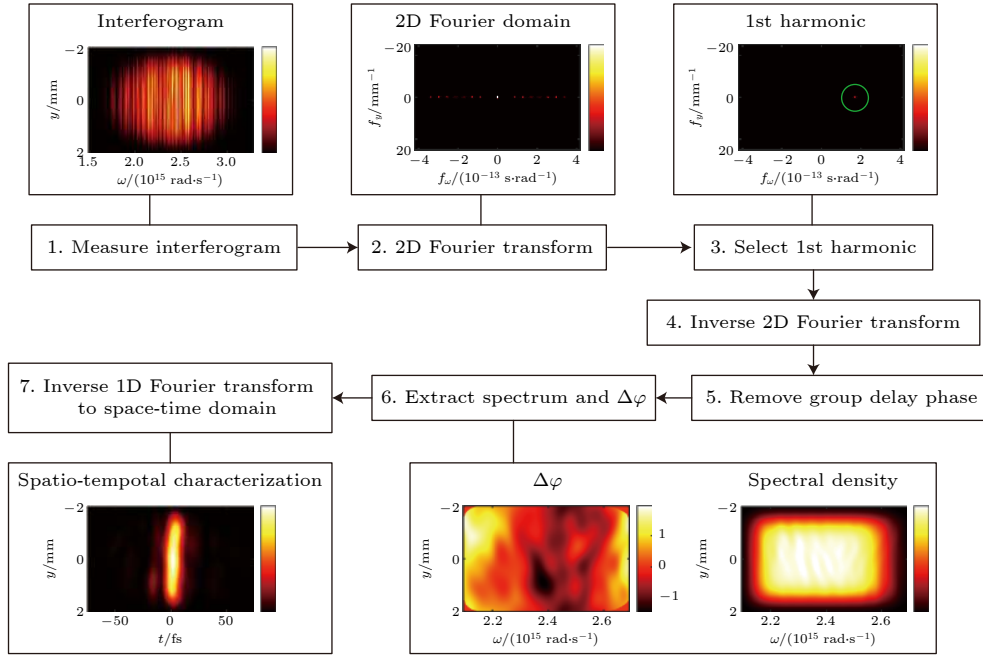 Interferogram
2D Fourier domain
1st harmonic
-2
0
2
y/mm
1.5
2.0
2.5
3.0
ω/(10¹⁵ rad·s⁻¹)
-20
0
20
f_y/mm⁻¹
-4
-2
0
2
4
f_ω/(10⁻¹³ s·rad⁻¹)
-20
0
20
f_y/mm⁻¹
-4
-2
0
2
4
f_ω/(10⁻¹³ s·rad⁻¹)
1. Measure interferogram
2. 2D Fourier transform
3. Select 1st harmonic
4. Inverse 2D Fourier transform
7. Inverse 1D Fourier transform
to space-time domain
6. Extract spectrum and Δφ
5. Remove group delay phase
Spatio-tempotal characterization
Δφ
Spectral density
-2
0
2
y/mm
-50
0
50
t/fs
-2
0
2
y/mm
2.2
2.4
2.6
ω/(10¹⁵ rad·s⁻¹)
1
0
-1
-2
0
2
y/mm
2.2
2.4
2.6
ω/(10¹⁵ rad·s⁻¹)